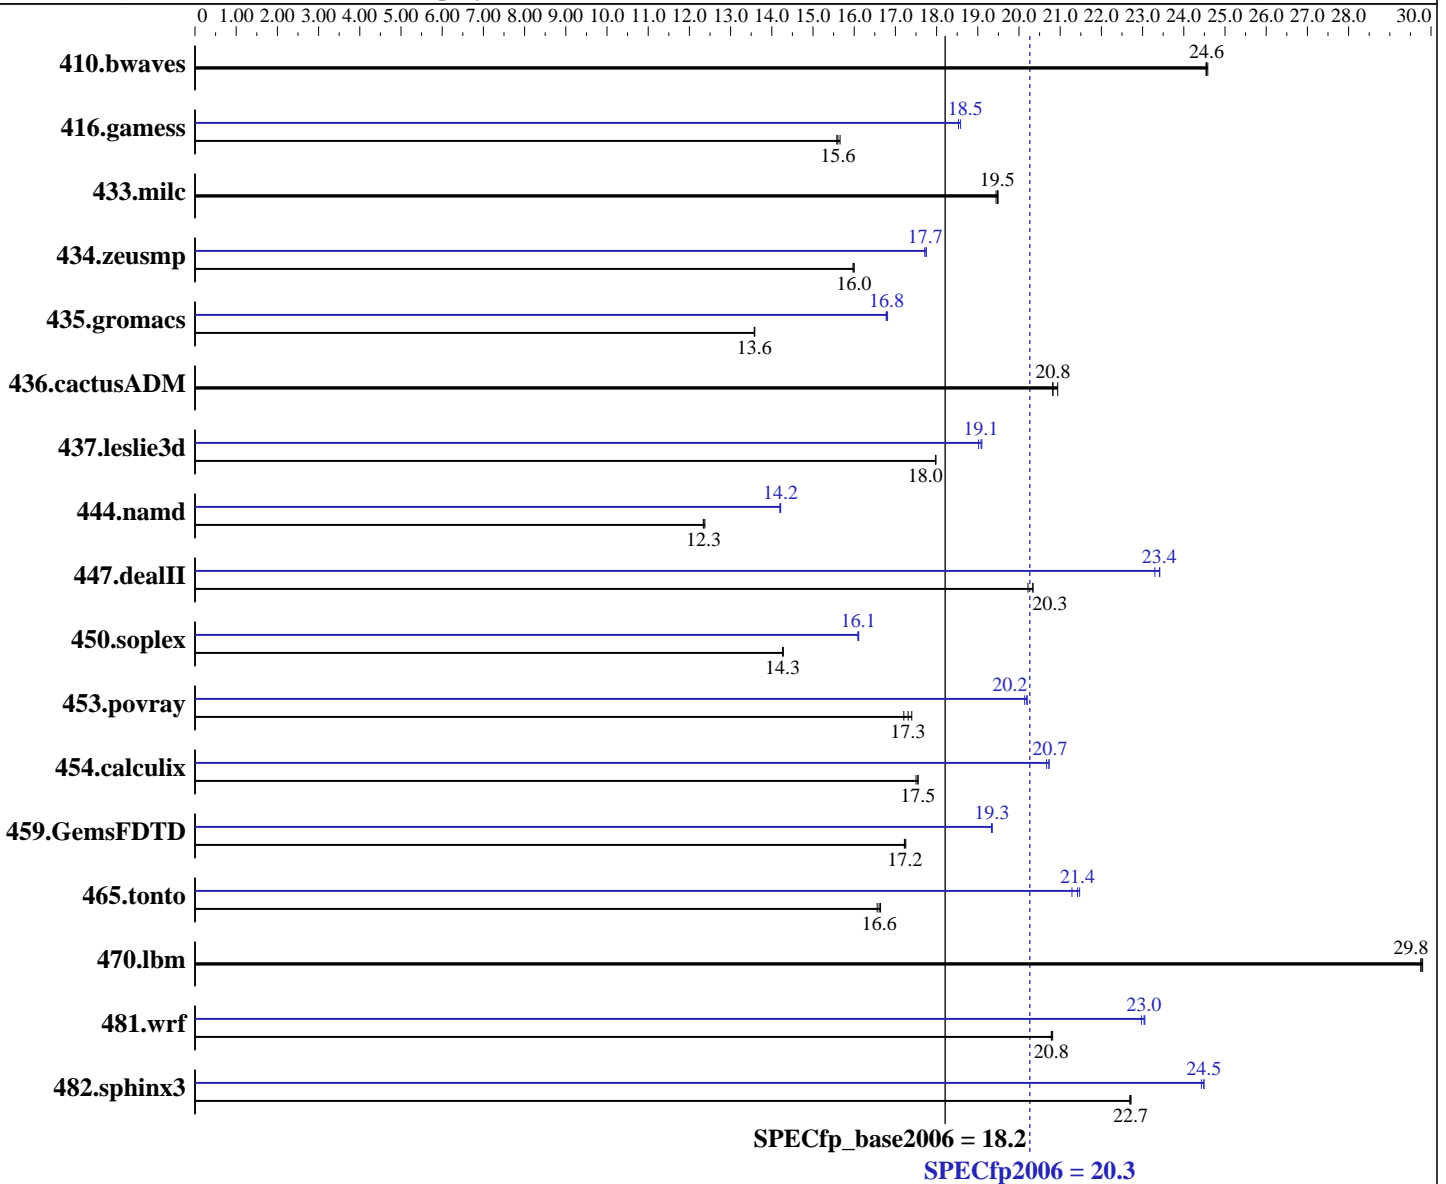 0 1.00 2.00 3.00 4.00 5.00 6.00 7.00 8.00 9.00 10.0 11.0 12.0 13.0 14.0 15.0 16.0 17.0 18.0 19.0 20.0 21.0 22.0 23.0 24.0 25.0 26.0 27.0 28.0 30.0
410.bwaves 24.6
416.gamess 18.5
15.6
433.milc 19.5
434.zeusmp 17.7
16.0
435.gromacs 16.8
13.6
436.cactusADM 20.8
437.leslie3d 19.1
18.0
444.namd 14.2
12.3
447.dealII 23.4
20.3
450.soplex 16.1
14.3
453.povray 20.2
17.3
454.calculix 20.7
17.5
459.GemsFDTD 19.3
17.2
465.tonto 21.4
16.6
470.lbm 29.8
481.wrf 23.0
20.8
482.sphinx3 24.5
22.7
SPECfp_base2006 = 18.2
SPECfp2006 = 20.3